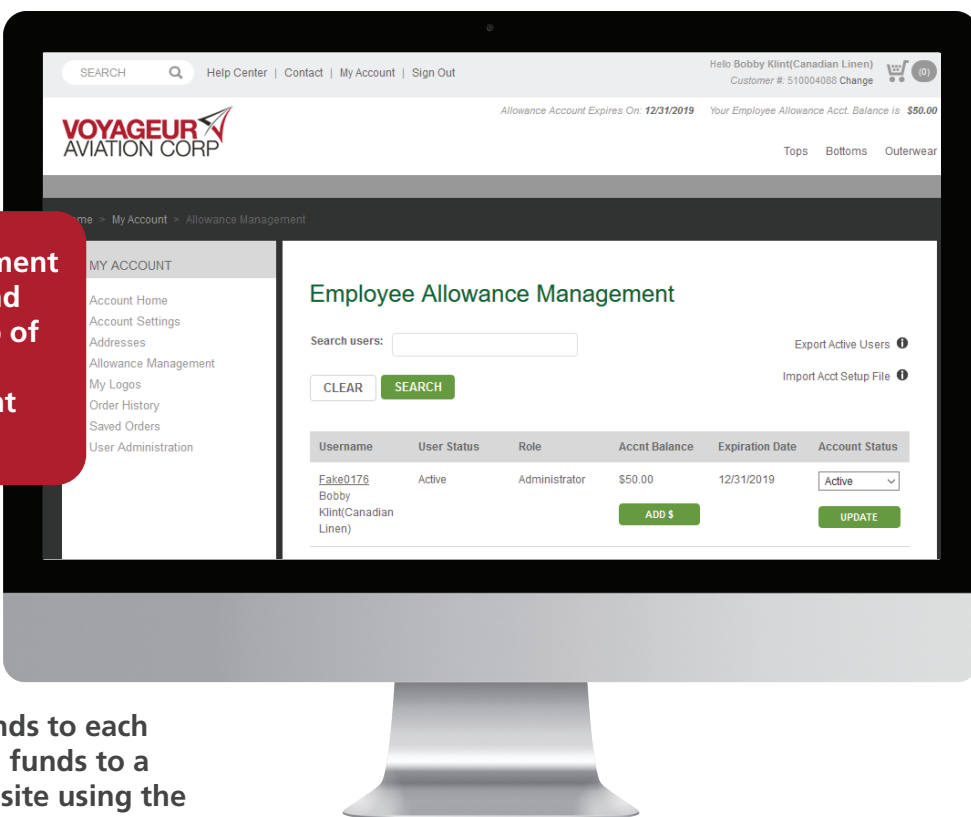 SEARCH Help Center | Contact | My Account | Sign Out
Hello Bobby Klint(Canadian Linen)
Customer #: 510004088 Change
(0)
VOYAGEUR
AVIATION CORP
Allowance Account Expires On: 12/31/2019 Your Employee Allowance Acct. Balance is $50.00
Tops Bottoms Outerwear
> My Account > Allowance Management
of
MY ACCOUNT
Account Home
Account Settings
Addresses
Allowance Management
My Logos
Order History
Saved Orders
User Administration
Employee Allowance Management
Search users:
CLEAR SEARCH
Export Active Users
Import Acct Setup File
Username User Status Role Accnt Balance Expiration Date Account Status
Fake0176 Active Administrator $50.00 12/31/2019 Active
Bobby
Klint(Canadian
Linen)
ADD $ UPDATE
to each
funds to a
site using the